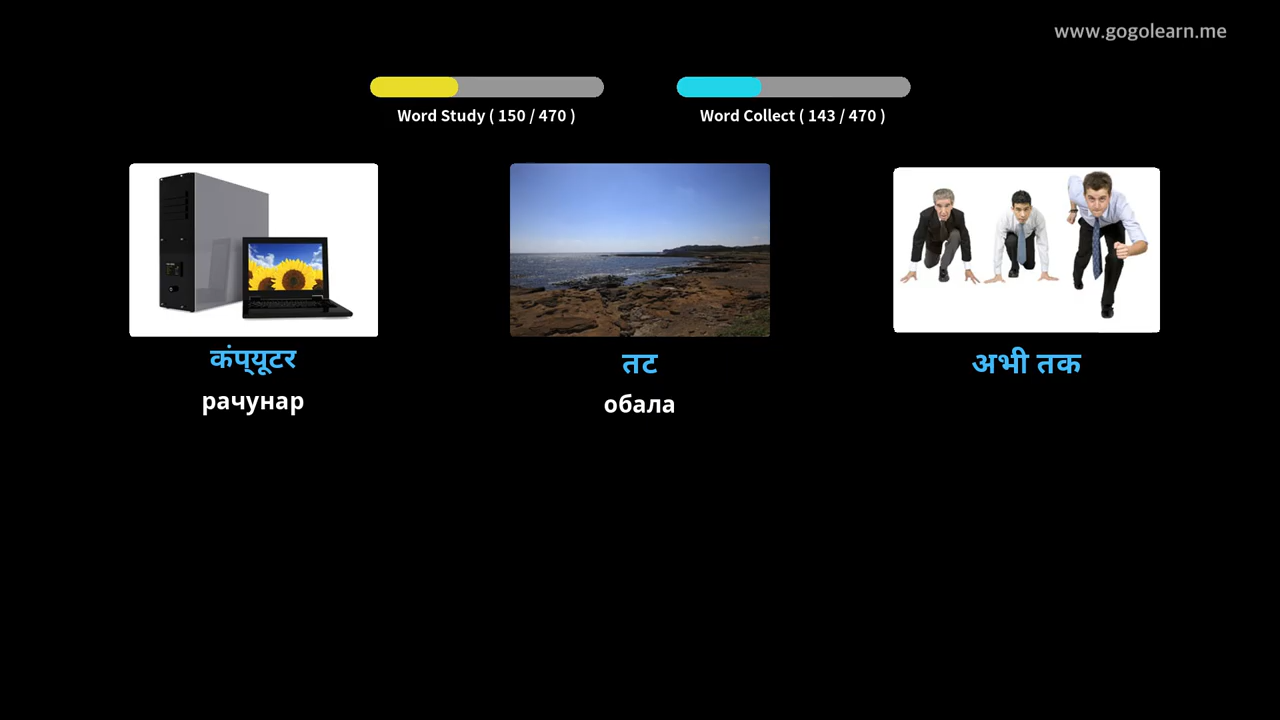 www.gogolearn.me
Word Study ( 150 / 470 )
Word Collect ( 143 / 470 )
कंप्यूटर
рачунар
तट
обала
अभी तक